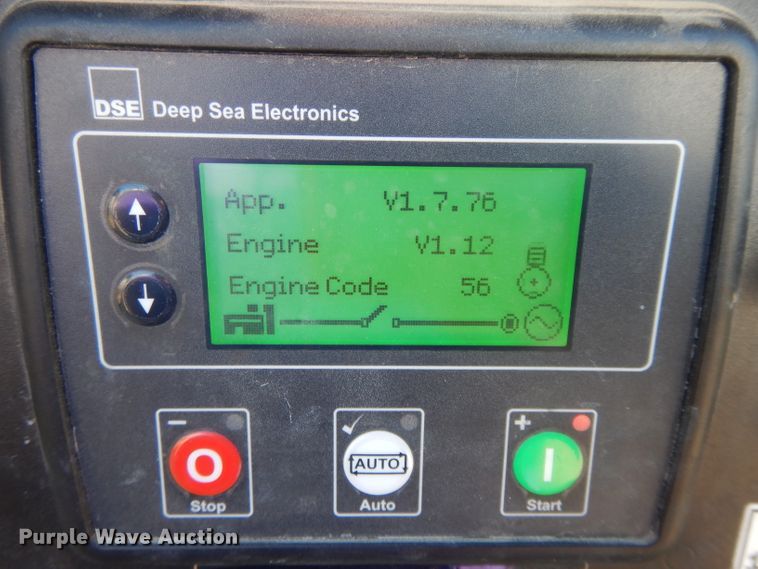 DSE Deep Sea Electronics
App. V1.7.76
Engine V1.12
Engine Code 56
O AUTO I
Stop Auto Start
Purple Wave Auction